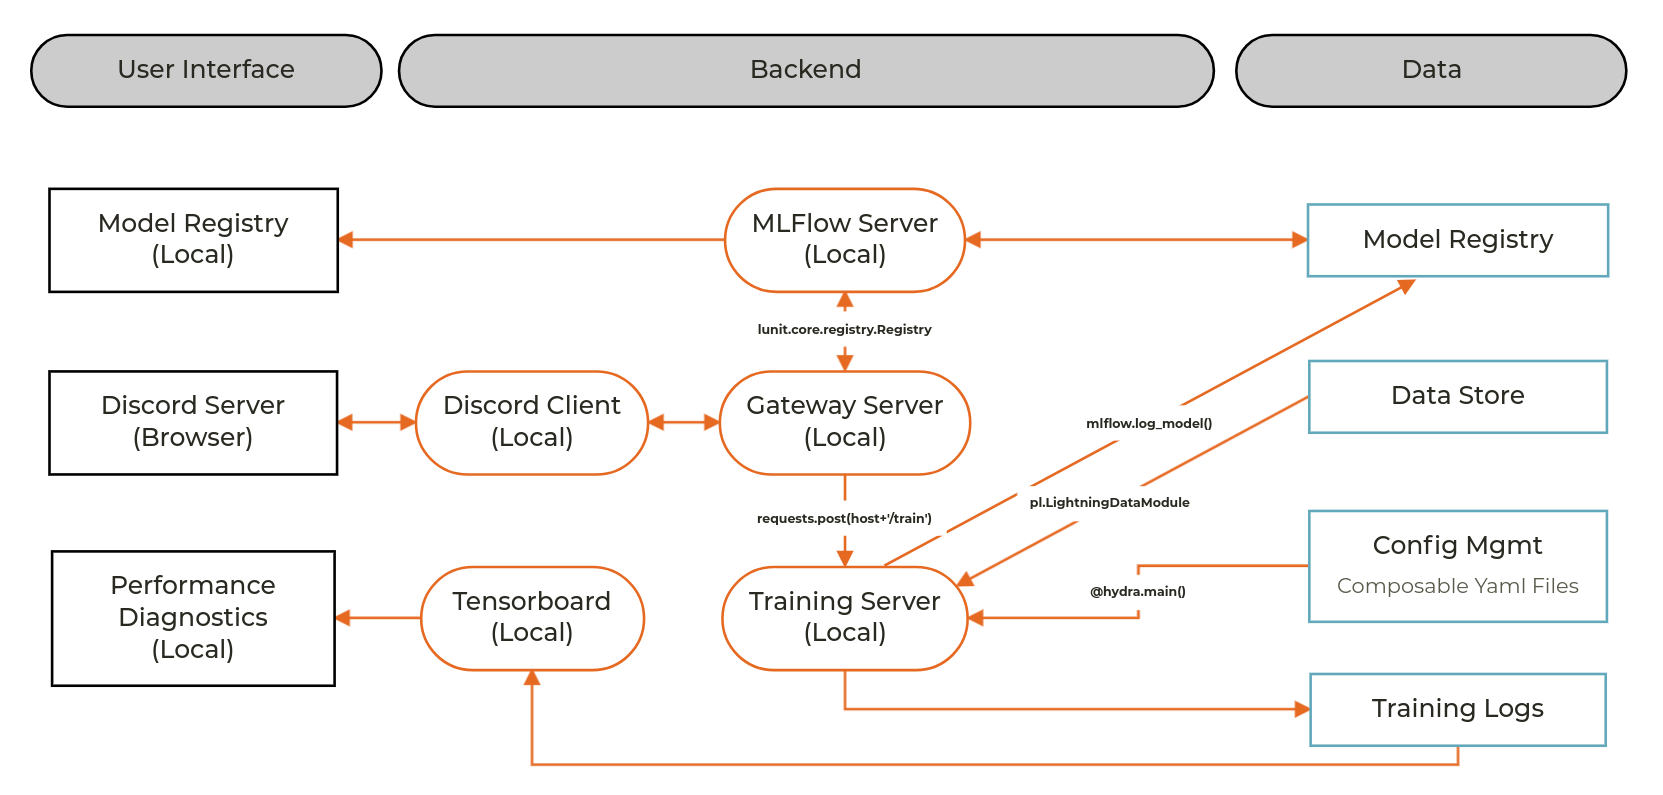 User Interface
Backend
Data
Model Registry
(Local)
MLFlow Server
(Local)
Model Registry
lunit.core.registry.Registry
Discord Server
(Browser)
Discord Client
(Local)
Gateway Server
(Local)
Data Store
mlflow.log_model()
pl.LightningDataModule
requests.post(host+'/train')
Config Mgmt
Composable Yaml Files
@hydra.main()
Performance
Diagnostics
(Local)
Tensorboard
(Local)
Training Server
(Local)
Training Logs